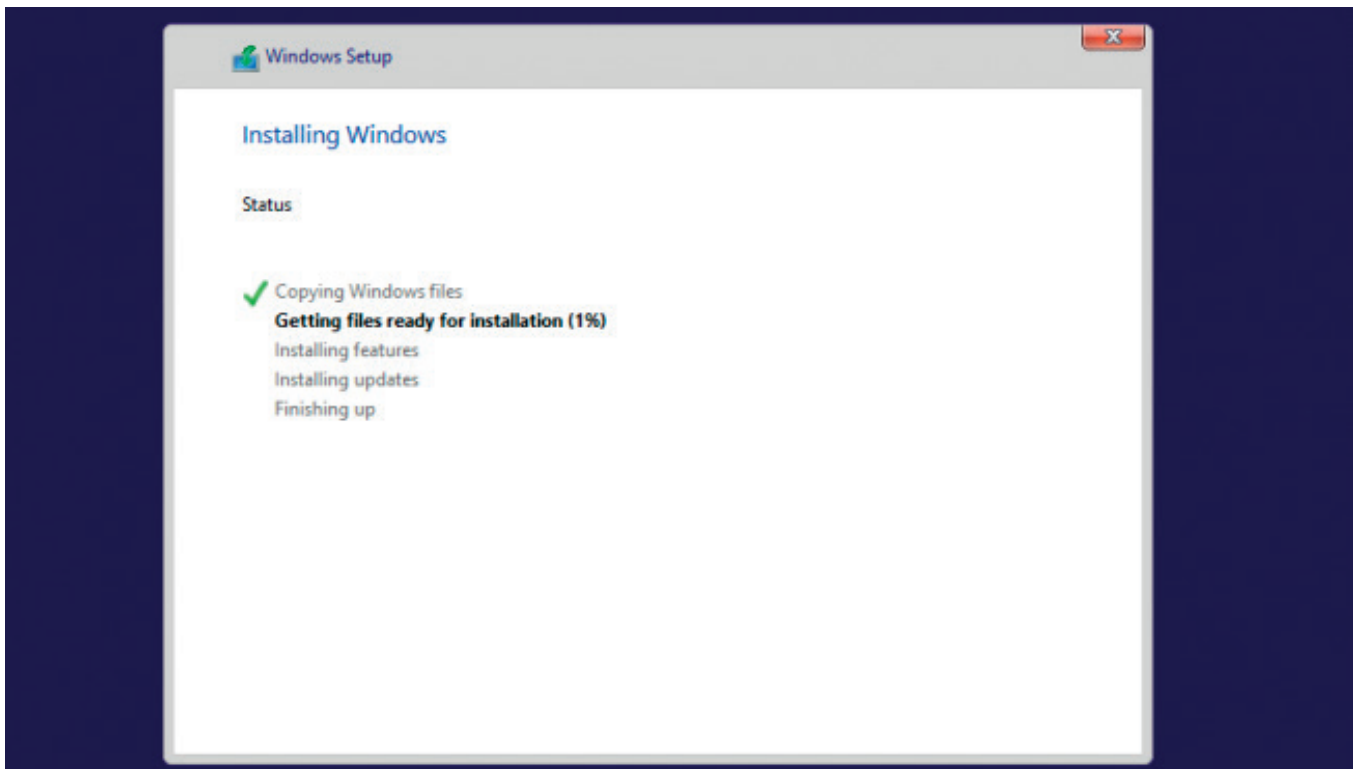 Windows Setup
Installing Windows
Status
Copying Windows files
Getting files ready for installation (1%)
Installing features
Installing updates
Finishing up